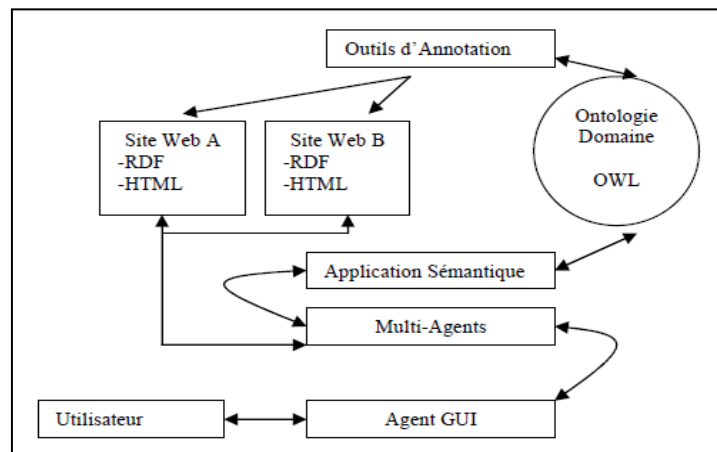 Outils d'Annotation
Site Web A
-RDF
-HTML
Site Web B
-RDF
-HTML
Ontologie
Domaine
OWL
Application Sémantique
Multi-Agents
Utilisateur
Agent GUI